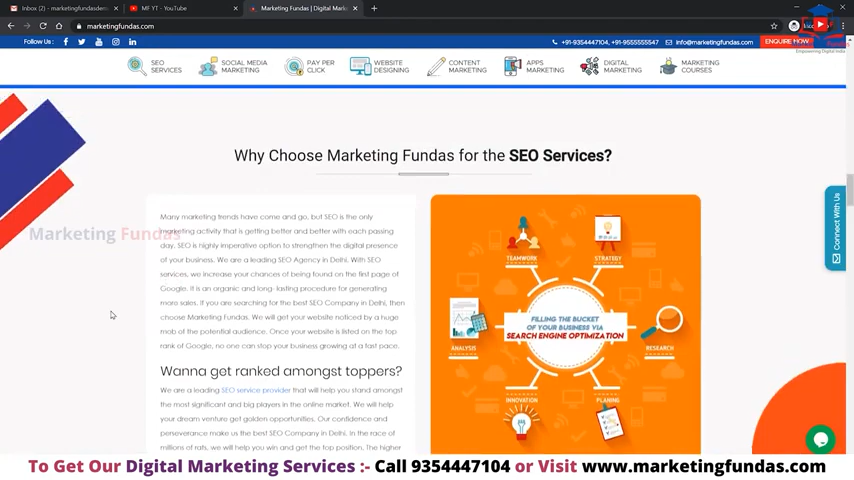 Inbox (9) - marketingfundasdem
MF YT - YouTube
Marketing Fundas | Digital Mark
marketingfundas.com
Follow Us :
+91-9354447104, +91-9555555547
info@marketingfundas.com
ENQUIRE NOW
Empowering Digital India
SEO
SERVICES
SOCIAL MEDIA
MARKETING
PAY PER
CLICK
WEBSITE
DESIGNING
CONTENT
MARKETING
APPS
MARKETING
DIGITAL
MARKETING
MARKETING
COURSES
Why Choose Marketing Fundas for the SEO Services?
Many marketing trends have come and go, but SEO is the only
marketing activity that is getting better and better with each passing
day. SEO is highly imperative option to strengthen the digital presence
of your business. We are a leading SEO Agency in Delhi. With SEO
services, we increase your chances of being found on the first page of
Google. It is an organic and long-lasting procedure for generating
more sales. If you are searching for the best SEO Company in Delhi, then
choose Marketing Fundas. We will get your website noticed by a huge
mob of the potential audience. Once your website is listed on the top
rank of Google, no one can stop your business growing at a fast pace.
Wanna get ranked amongst toppers?
We are a leading SEO service provider that will help you stand amongst
the most significant and big players in the online market. We will help
your dream venture get golden opportunities. Our confidence and
perseverance make us the best SEO Company in Delhi. In the race of
millions of rats, we will help you win and get the top position. The higher
Marketing Fundas
TEAMWORK
STRATEGY
ANALYSIS
FILLING THE BUCKET
OF YOUR BUSINESS VIA
SEARCH ENGINE OPTIMIZATION
RESEARCH
INNOVATION
PLANING
Connect With Us
To Get Our Digital Marketing Services :- Call 9354447104 or Visit www.marketingfundas.com